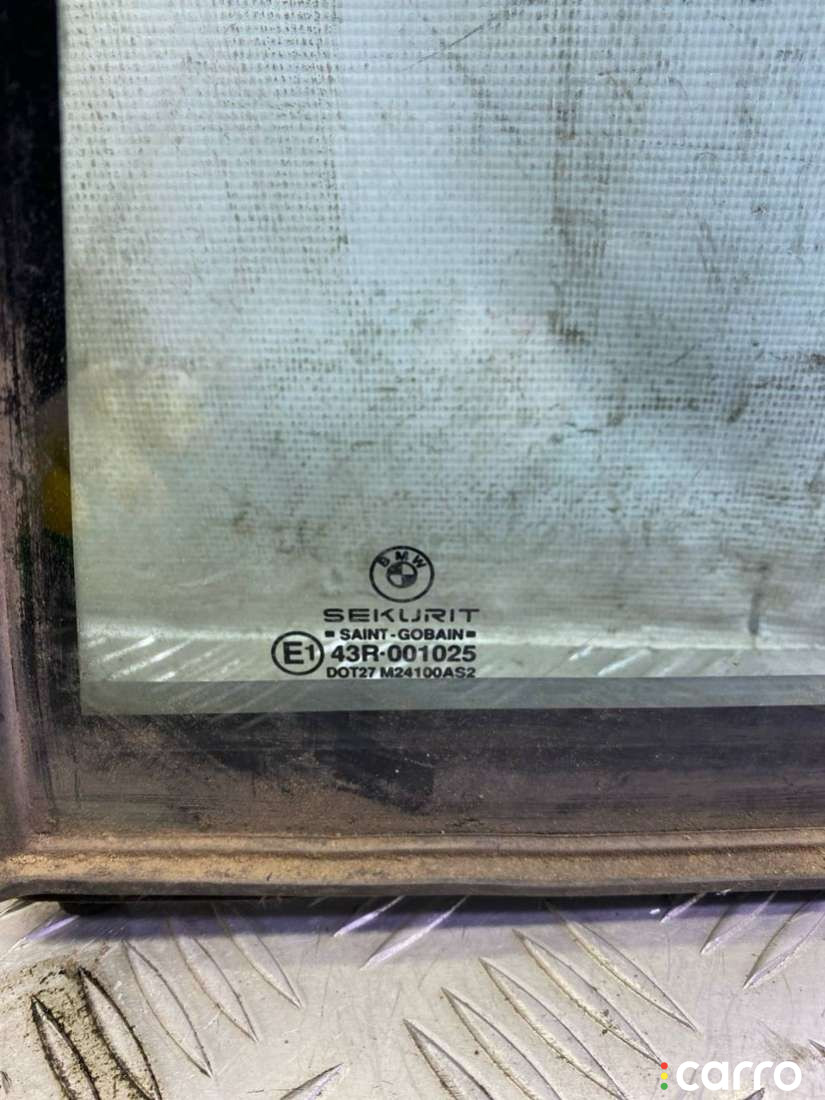 BMW
SEKURIT
SAINT-GOBAIN
E1 43R-001025
DOT27 M24100AS2
carro